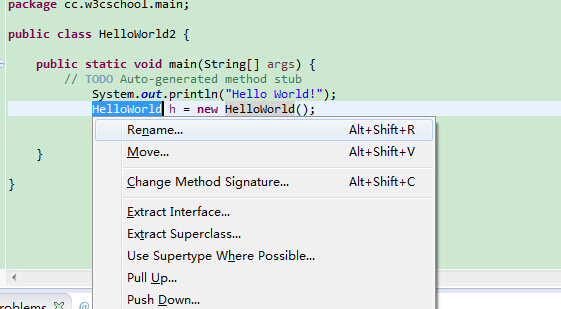 package cc.w3cschool.main;
public class HelloWorld2 {
public static void main(String[] args) {
// TODO Auto-generated method stub
System.out.println("Hello World!");
HelloWorld h = new HelloWorld();
Rename... Alt+Shift+R
Move... Alt+Shift+V
}
Change Method Signature... Alt+Shift+C
}
Extract Interface...
Extract Superclass...
Use Supertype Where Possible...
Pull Up...
Push Down...
roblems @